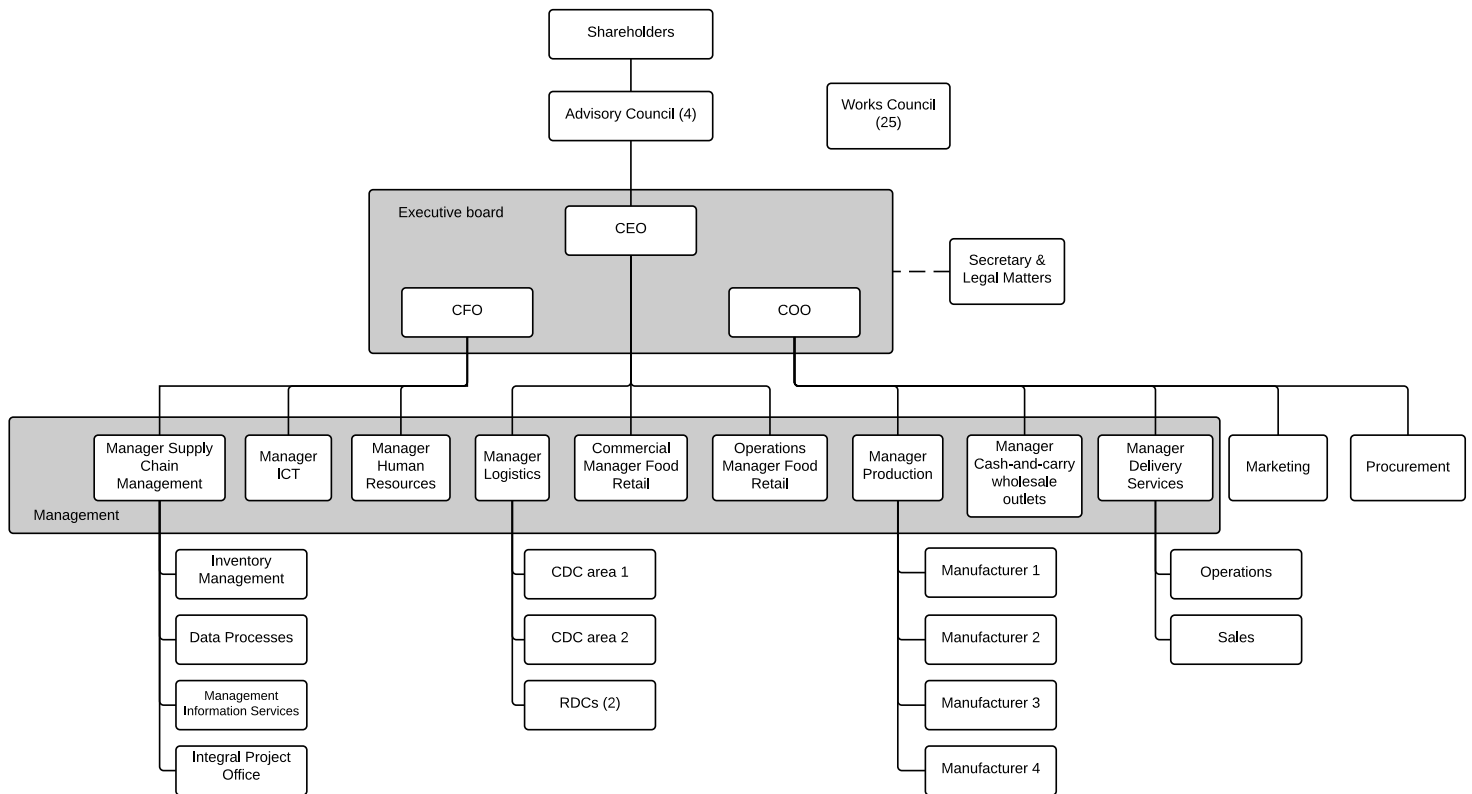 Shareholders
Advisory Council (4)
Works Council
(25)
Executive board
CEO
Secretary &
Legal Matters
CFO
COO
Manager Supply
Chain
Management
Manager
ICT
Manager
Human
Resources
Manager
Logistics
Commercial
Manager Food
Retail
Operations
Manager Food
Retail
Manager
Production
Manager
Cash-and-carry
wholesale
outlets
Manager
Delivery
Services
Marketing
Procurement
Management
Inventory
Management
Data Processes
Management
Information Services
Integral Project
Office
CDC area 1
CDC area 2
RDCs (2)
Manufacturer 1
Manufacturer 2
Manufacturer 3
Manufacturer 4
Operations
Sales